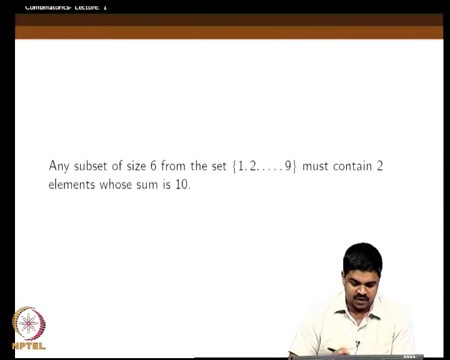 Combinatorics- Lecture: 1
Any subset of size 6 from the set {1, 2, . . . , 9} must contain 2
elements whose sum is 10.
NPTEL